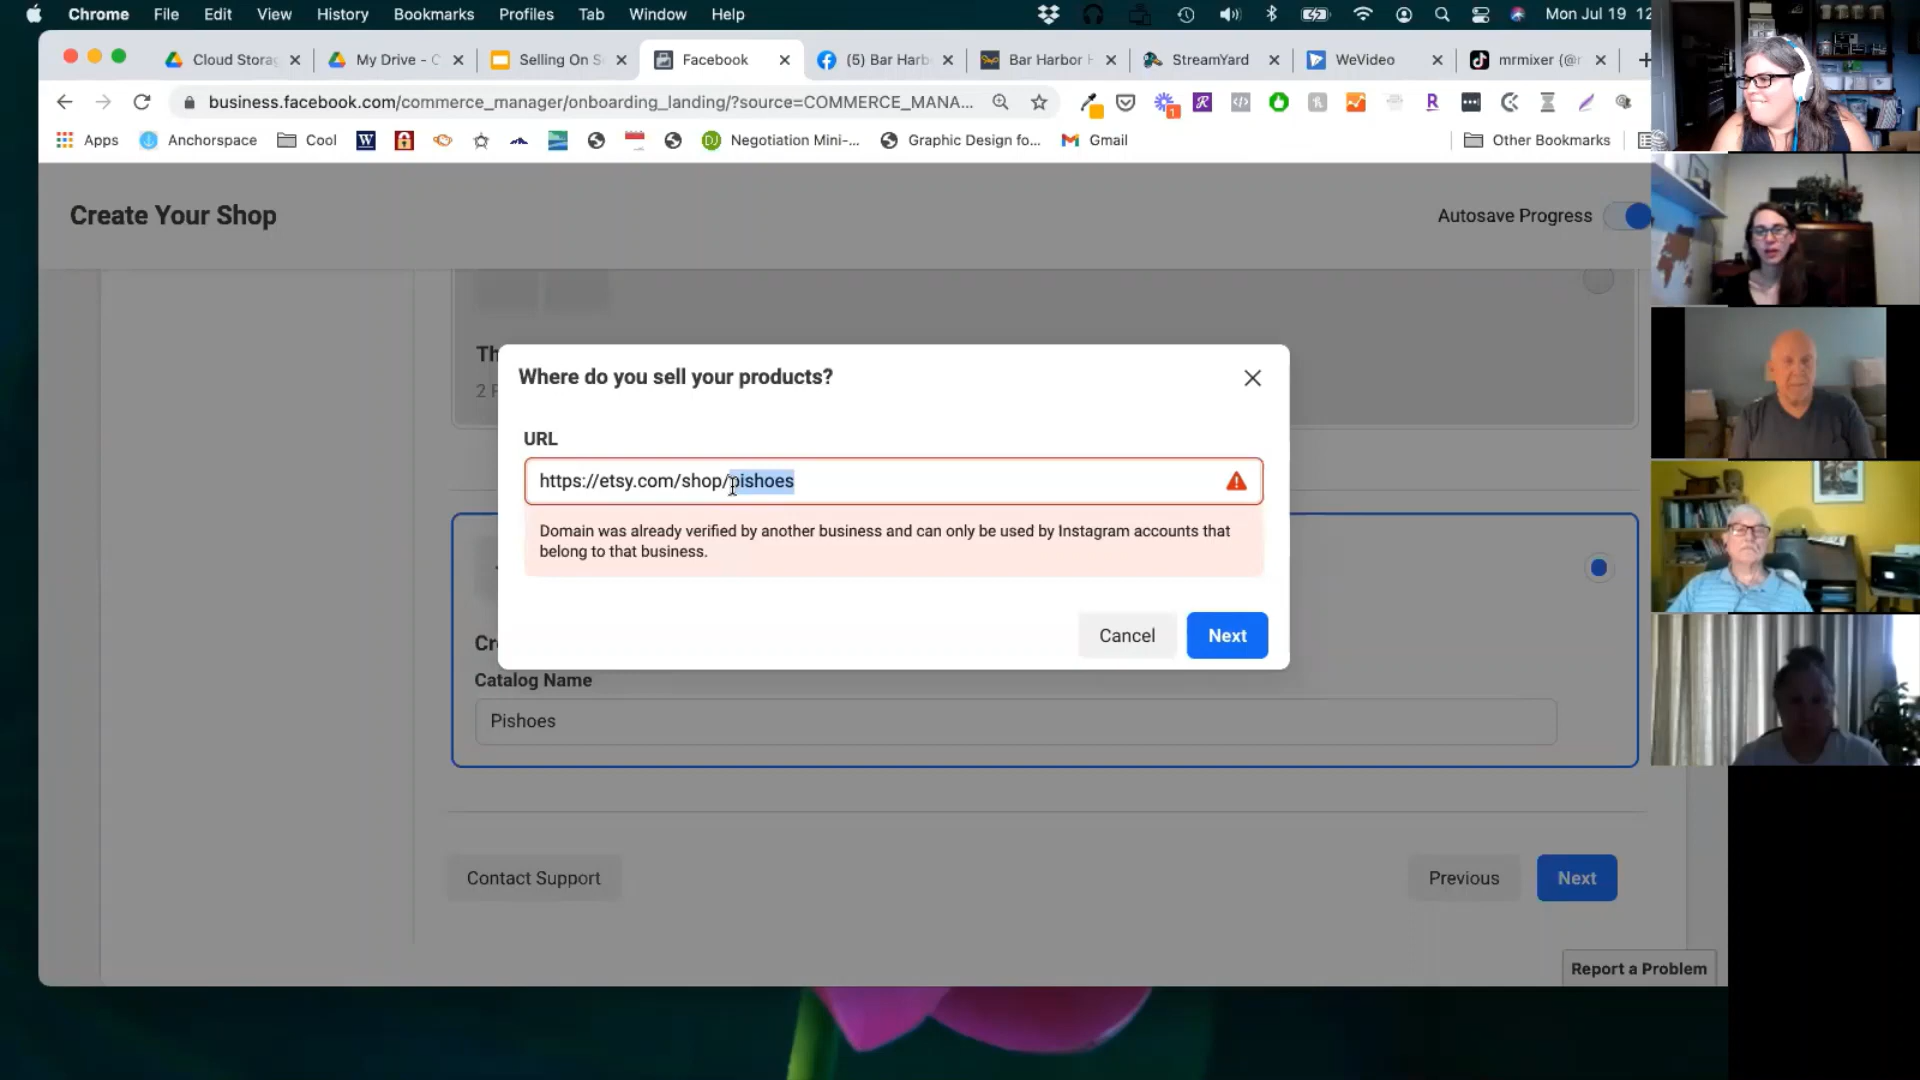 Chrome File Edit View History Bookmarks Profiles Tab Window Help Mon Jul 19 12
Cloud Stora My Drive - C Selling On S Facebook (5) Bar Harb Bar Harbor H StreamYard WeVideo mrmixer (@r
business.facebook.com/commerce_manager/onboarding_landing/?source=COMMERCE_MANA...
Apps Anchorspace Cool Negotiation Mini-... Graphic Design fo... Gmail Other Bookmarks
Create Your Shop Autosave Progress
Th
2 P
Where do you sell your products?
URL
https://etsy.com/shop/pishoes
Domain was already verified by another business and can only be used by Instagram accounts that
belong to that business.
Cancel Next
Cr
Catalog Name
Pishoes
Contact Support Previous Next
Report a Problem